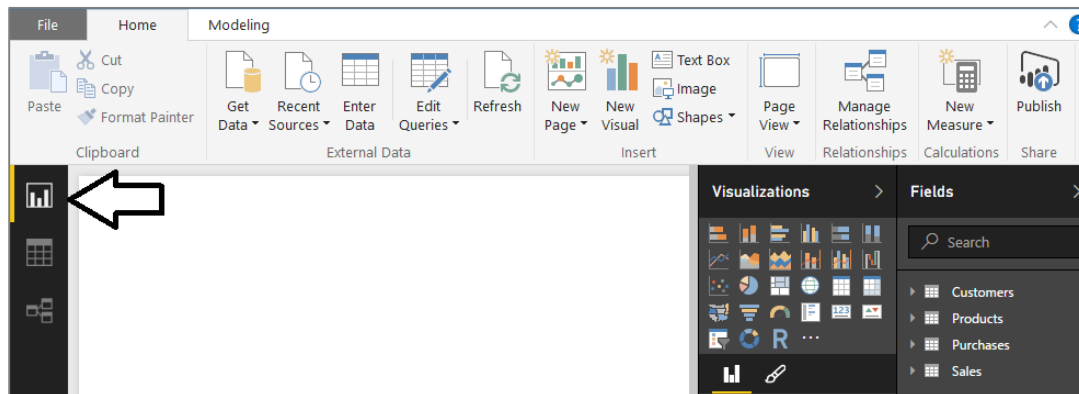 File Home Modeling
Paste
Cut
Copy
Format Painter
Clipboard
Get Data
Recent Sources
Enter Data
Edit Queries
Refresh
External Data
New Page
New Visual
Text Box
Image
Shapes
Insert
Page View
View
Manage Relationships
Relationships
New Measure
Calculations
Publish
Share
Visualizations
123
R
Fields
Search
Customers
Products
Purchases
Sales